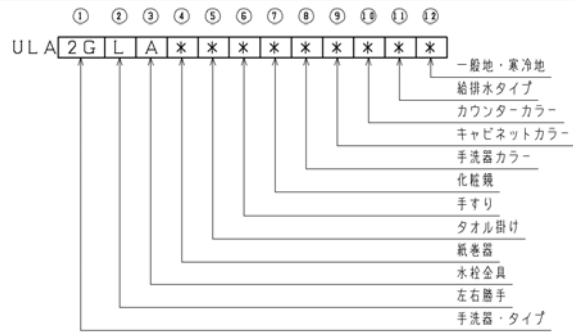 ① ② ③ ④ ⑤ ⑥ ⑦ ⑧ ⑨ ⑩ ⑪ ⑫
ULA 2G L A * * * * * * * * *
一般地・寒冷地
給排水タイプ
カウンターカラー
キャビネットカラー
手洗器カラー
化粧鏡
手すり
タオル掛け
紙巻器
水栓金具
左右勝手
手洗器・タイプ